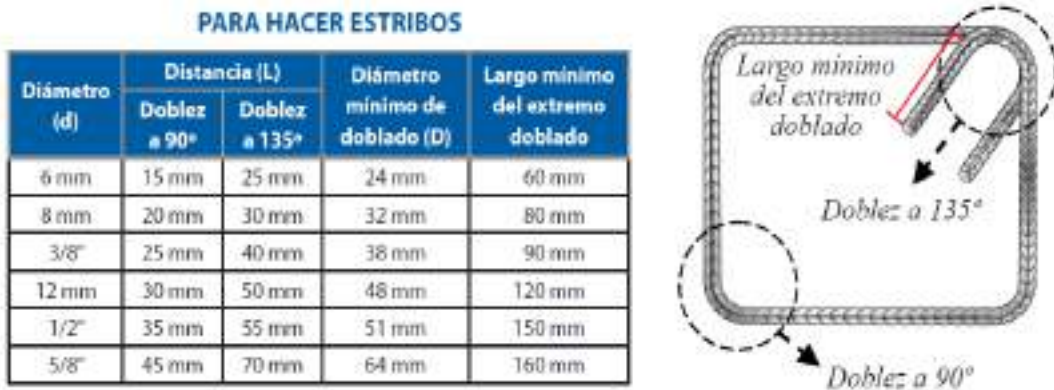 PARA HACER ESTRIBOS
Diámetro (d) Distancia (L) Diámetro mínimo de doblado (D) Largo mínimo del extremo doblado
Doblez a 90º Doblez a 135º
6 mm 15 mm 25 mm 24 mm 60 mm
8 mm 20 mm 30 mm 32 mm 80 mm
3/8" 25 mm 40 mm 38 mm 90 mm
12 mm 30 mm 50 mm 48 mm 120 mm
1/2" 35 mm 55 mm 51 mm 150 mm
5/8" 45 mm 70 mm 64 mm 160 mm
Largo mínimo
del extremo
doblado
Doblez a 135º
Doblez a 90º